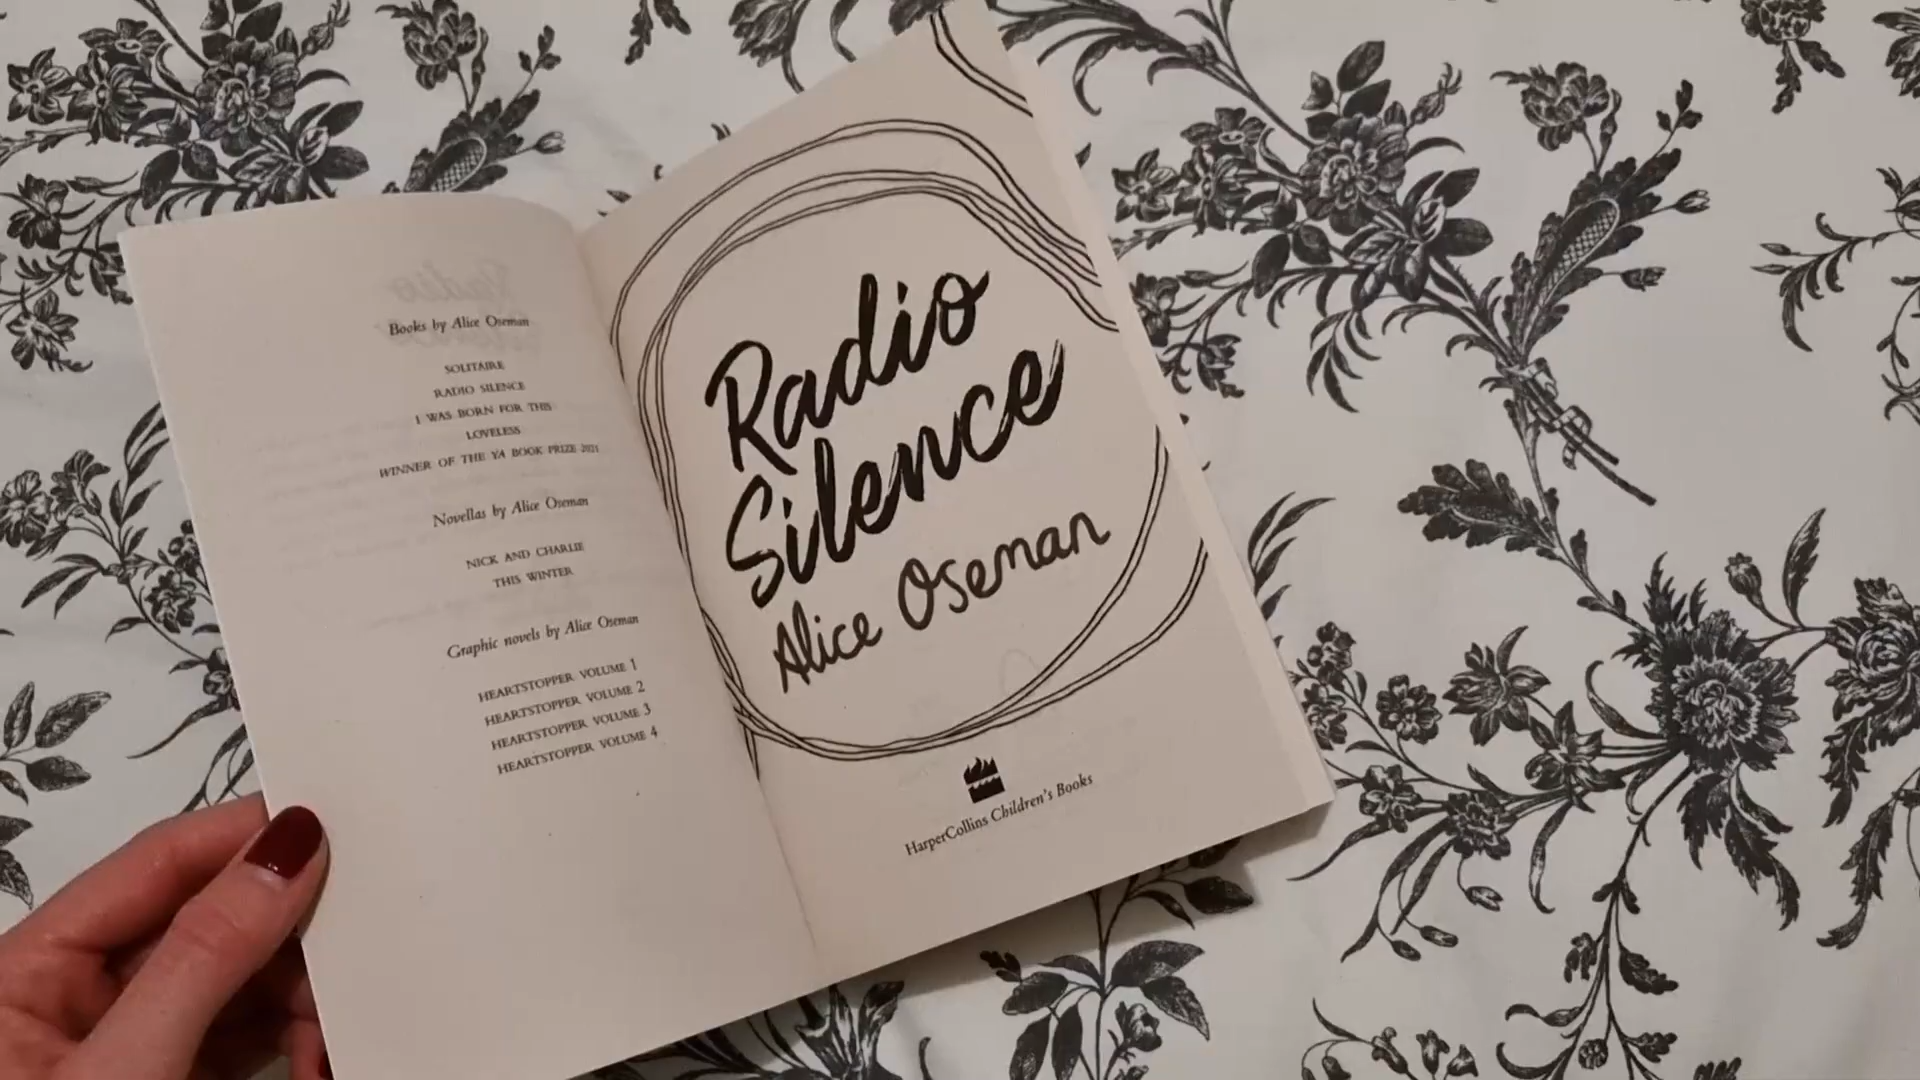 Books by Alice Oseman
SOLITAIRE
RADIO SILENCE
I WAS BORN FOR THIS
LOVELESS
WINNER OF THE YA BOOK PRIZE 2021
Novellas by Alice Oseman
NICK AND CHARLIE
THIS WINTER
Graphic novels by Alice Oseman
HEARTSTOPPER VOLUME 1
HEARTSTOPPER VOLUME 2
HEARTSTOPPER VOLUME 3
HEARTSTOPPER VOLUME 4
Radio
Silence
Alice Oseman
HarperCollins Children's Books